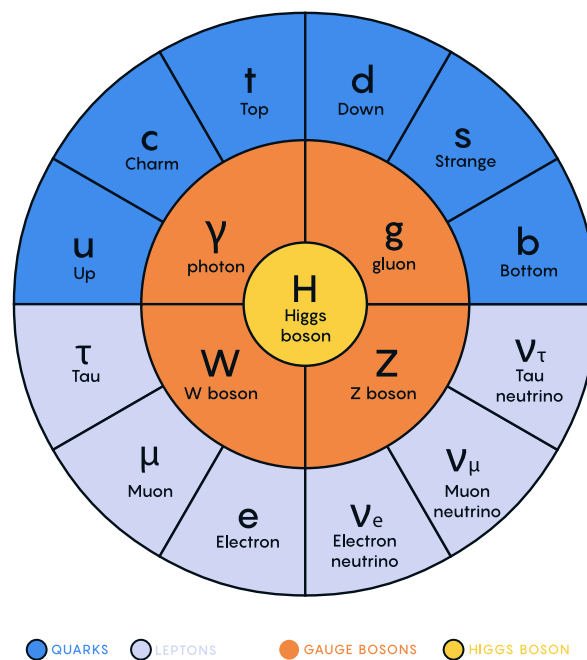 t
Top
d
Down
c
Charm
s
Strange
u
Up
b
Bottom
γ
photon
g
gluon
H
Higgs
boson
W
W boson
Z
Z boson
τ
Tau
ντ
Tau
neutrino
μ
Muon
νμ
Muon
neutrino
e
Electron
νe
Electron
neutrino
QUARKS
LEPTONS
GAUGE BOSONS
HIGGS BOSON